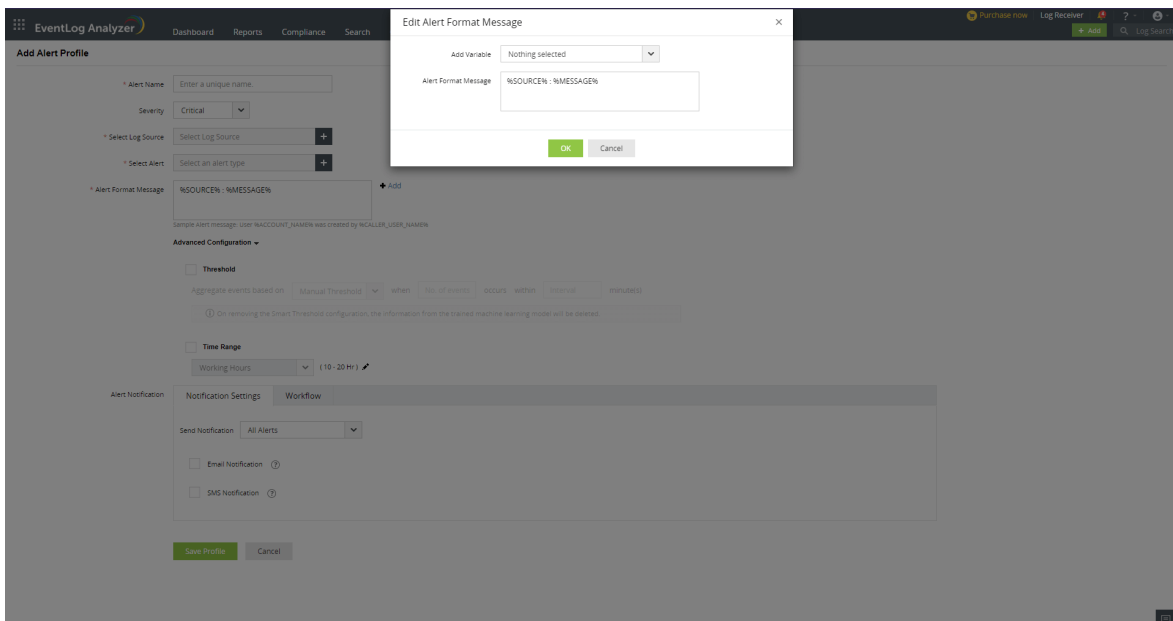 EventLog Analyzer
Dashboard Reports Compliance Search
Purchase now Log Receiver ?
+ Add Log Search
Edit Alert Format Message ×
Add Variable Nothing selected
Alert Format Message %SOURCE% : %MESSAGE%
OK Cancel
Add Alert Profile
* Alert Name Enter a unique name.
Severity Critical
* Select Log Source Select Log Source +
* Select Alert Select an alert type +
* Alert Format Message %SOURCE% : %MESSAGE% + Add
Sample Alert message: User %ACCOUNT_NAME% was created by %CALLER_USER_NAME%
Advanced Configuration
Threshold
Aggregate events based on Manual Threshold when No. of events occurs within Interval minute(s)
On removing the Smart Threshold configuration, the information from the trained machine learning model will be deleted.
Time Range
Working Hours ( 10 - 20 Hr )
Alert Notification Notification Settings Workflow
Send Notification All Alerts
Email Notification ?
SMS Notification ?
Save Profile Cancel